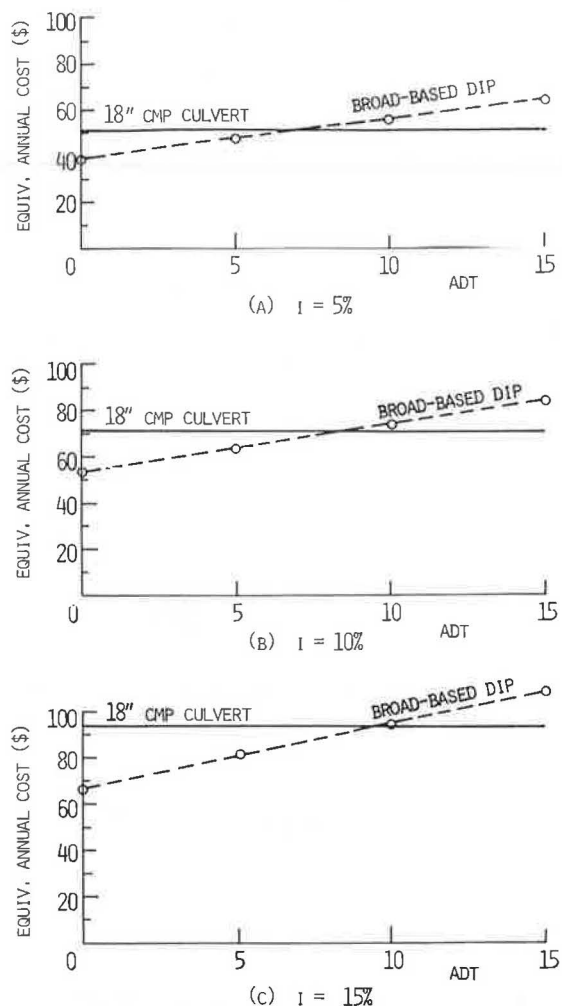 EQUIV. ANNUAL COST ($)
100
80
60
40
20
0
5
10
15
18" CMP CULVERT
BROAD-BASED DIP
ADT
(A) I = 5%
EQUIV. ANNUAL COST ($)
100
80
60
40
20
0
5
10
15
18" CMP CULVERT
BROAD-BASED DIP
ADT
(B) I = 10%
EQUIV. ANNUAL COST ($)
100
80
60
40
20
0
5
10
15
18" CMP CULVERT
BROAD-BASED DIP
ADT
(C) I = 15%